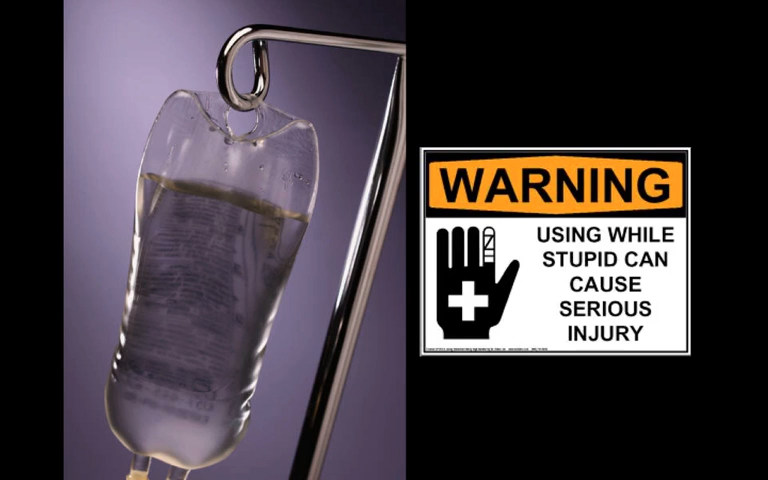 WARNING
USING WHILE
STUPID CAN
CAUSE
SERIOUS
INJURY